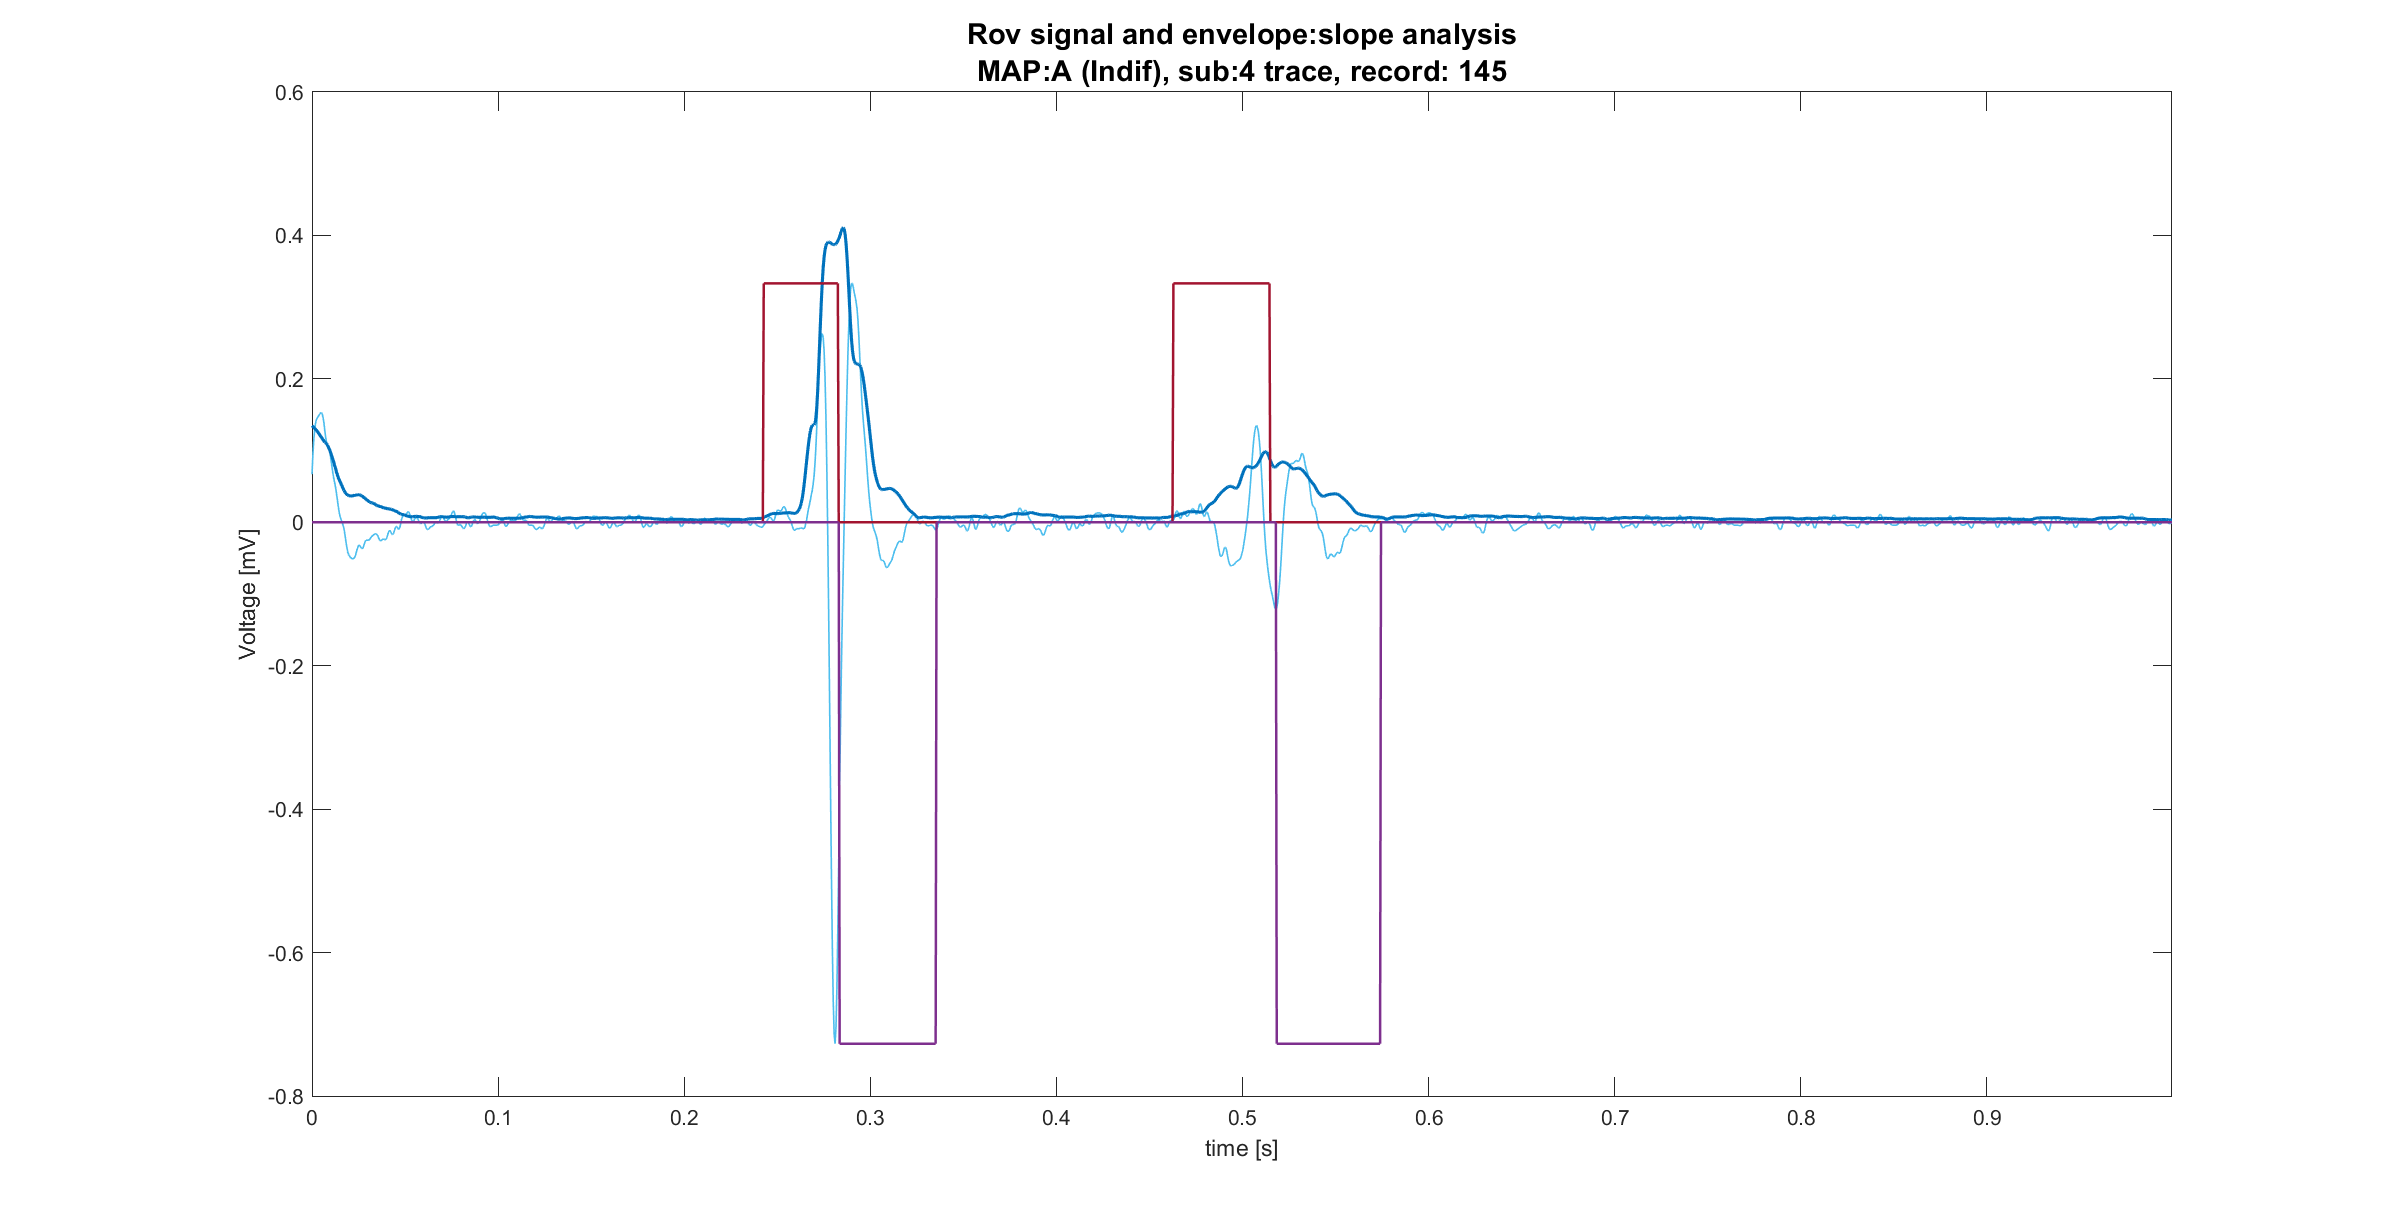 Rov signal and envelope:slope analysis
MAP:A (Indif), sub:4 trace, record: 145
0.6
0.4
0.2
0
-0.2
-0.4
-0.6
-0.8
Voltage [mV]
0 0.1 0.2 0.3 0.4 0.5 0.6 0.7 0.8 0.9
time [s]